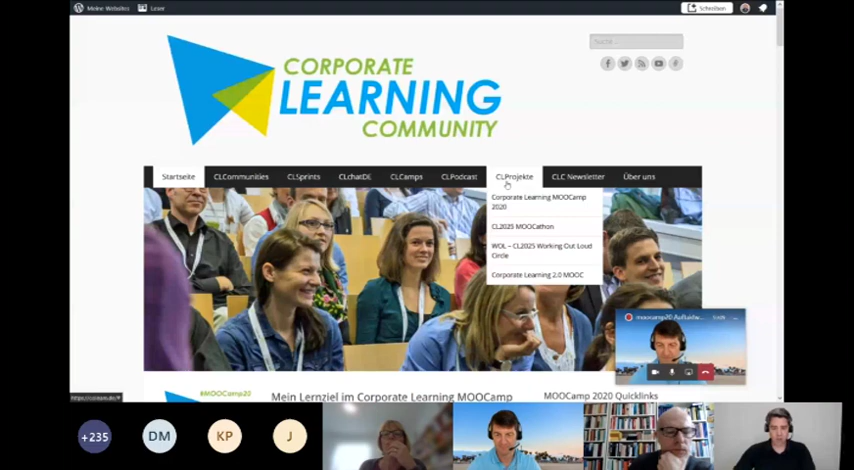 Meine Websites
Leser
Schreiben
Suche ...
CORPORATE
LEARNING
COMMUNITY
Startseite
CLCommunities
CLSprints
CLchatDE
CLCamps
CLPodcast
CLProjekte
CLC Newsletter
Über uns
Corporate Learning MOOCamp
2020
CL2025 MOOCathon
WOL – CL2025 Working Out Loud
Circle
Corporate Learning 2.0 MOOC
#MOOCamp20
Mein Lernziel im Corporate Learning MOOCamp
MOOCamp 2020 Quicklinks
+235
DM
KP
J